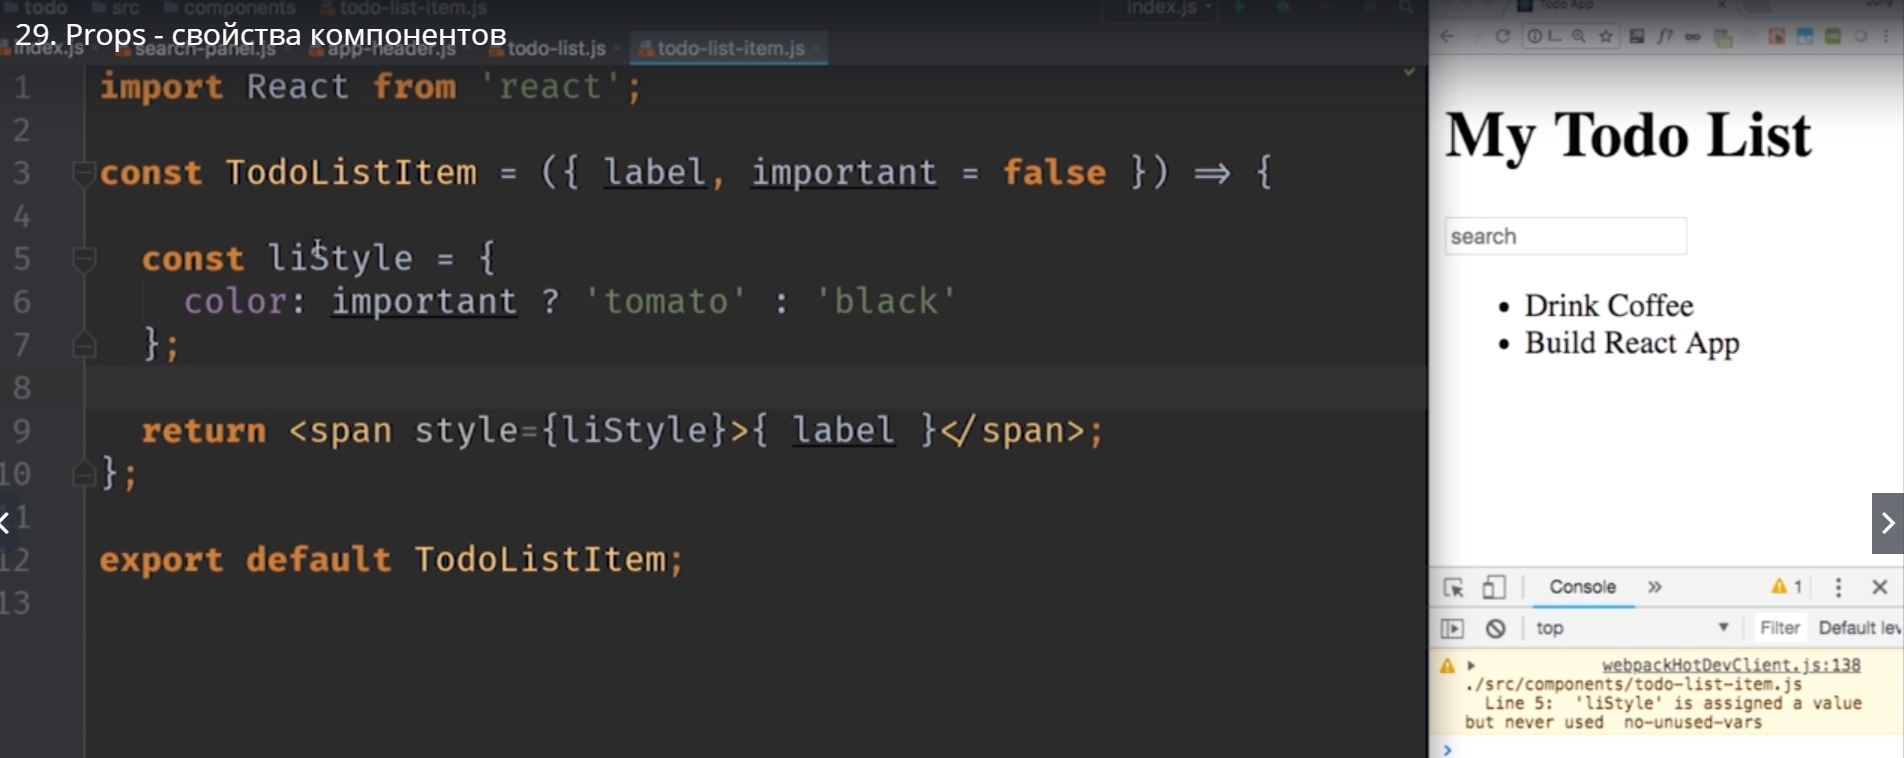 todo src components todo-list-item.js index.js
29. Props - свойства компонентов
index.js search-panel.js app-header.js todo-list.js todo-list-item.js
1 import React from 'react';
2
3 const TodoListItem = ({ label, important = false }) => {
4
5 const liStyle = {
6 color: important ? 'tomato' : 'black'
7 };
8
9 return <span style={liStyle}>{ label }</span>;
10 };
11
12 export default TodoListItem;
13
Todo App
My Todo List
search
• Drink Coffee
• Build React App
Console » 1
top Filter Default lev
webpackHotDevClient.js:138
./src/components/todo-list-item.js
Line 5: 'liStyle' is assigned a value
but never used no-unused-vars